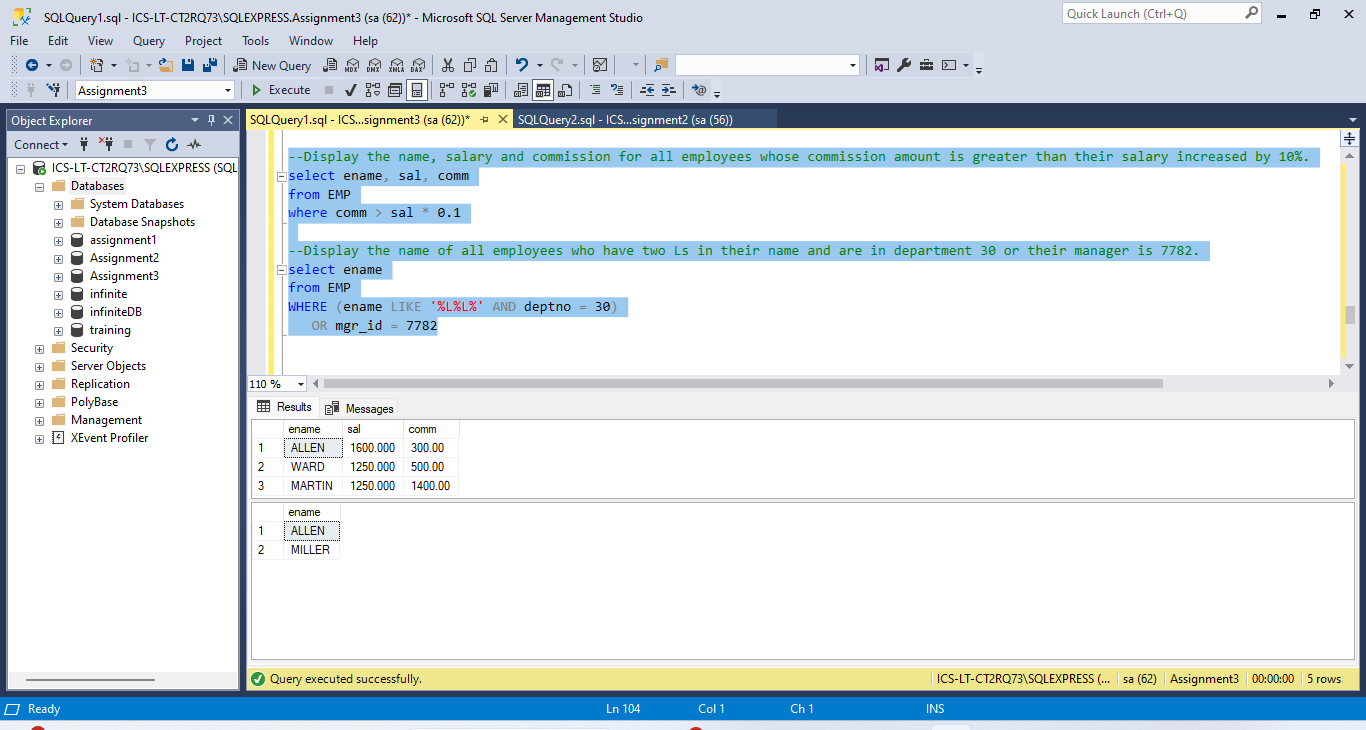 SQLQuery1.sql - ICS-LT-CT2RQ73\SQLEXPRESS.Assignment3 (sa (62))* - Microsoft SQL Server Management Studio
Quick Launch (Ctrl+Q)
File Edit View Query Project Tools Window Help
New Query MDX DMX XMLA DAX
Assignment3 Execute
Object Explorer
SQLQuery1.sql - ICS...signment3 (sa (62))* SQLQuery2.sql - ICS...signment2 (sa (56))
Connect
ICS-LT-CT2RQ73\SQLEXPRESS (SQL
Databases
System Databases
Database Snapshots
assignment1
Assignment2
Assignment3
infinite
infiniteDB
training
Security
Server Objects
Replication
PolyBase
Management
XEvent Profiler
--Display the name, salary and commission for all employees whose commission amount is greater than their salary increased by 10%.
select ename, sal, comm
from EMP
where comm > sal * 0.1
--Display the name of all employees who have two Ls in their name and are in department 30 or their manager is 7782.
select ename
from EMP
WHERE (ename LIKE '%L%L%' AND deptno = 30)
OR mgr_id = 7782
110 %
Results Messages
ename sal comm
1 ALLEN 1600.000 300.00
2 WARD 1250.000 500.00
3 MARTIN 1250.000 1400.00
ename
1 ALLEN
2 MILLER
Query executed successfully. ICS-LT-CT2RQ73\SQLEXPRESS (... sa (62) Assignment3 00:00:00 5 rows
Ready Ln 104 Col 1 Ch 1 INS